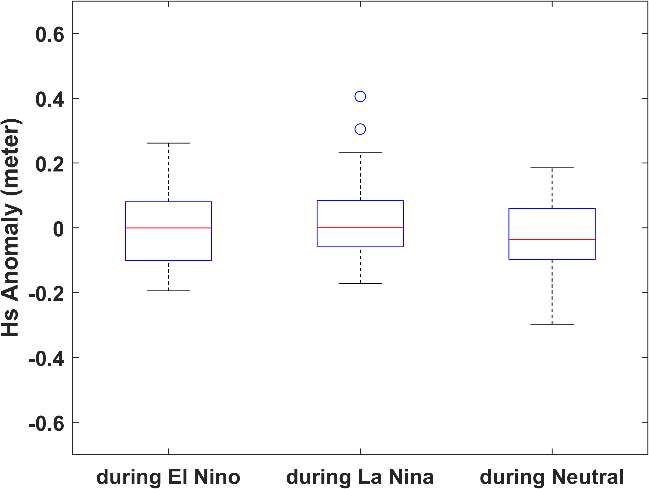 0.6
0.4
0.2
0
-0.2
-0.4
-0.6
Hs Anomaly (meter)
during El Nino
during La Nina
during Neutral